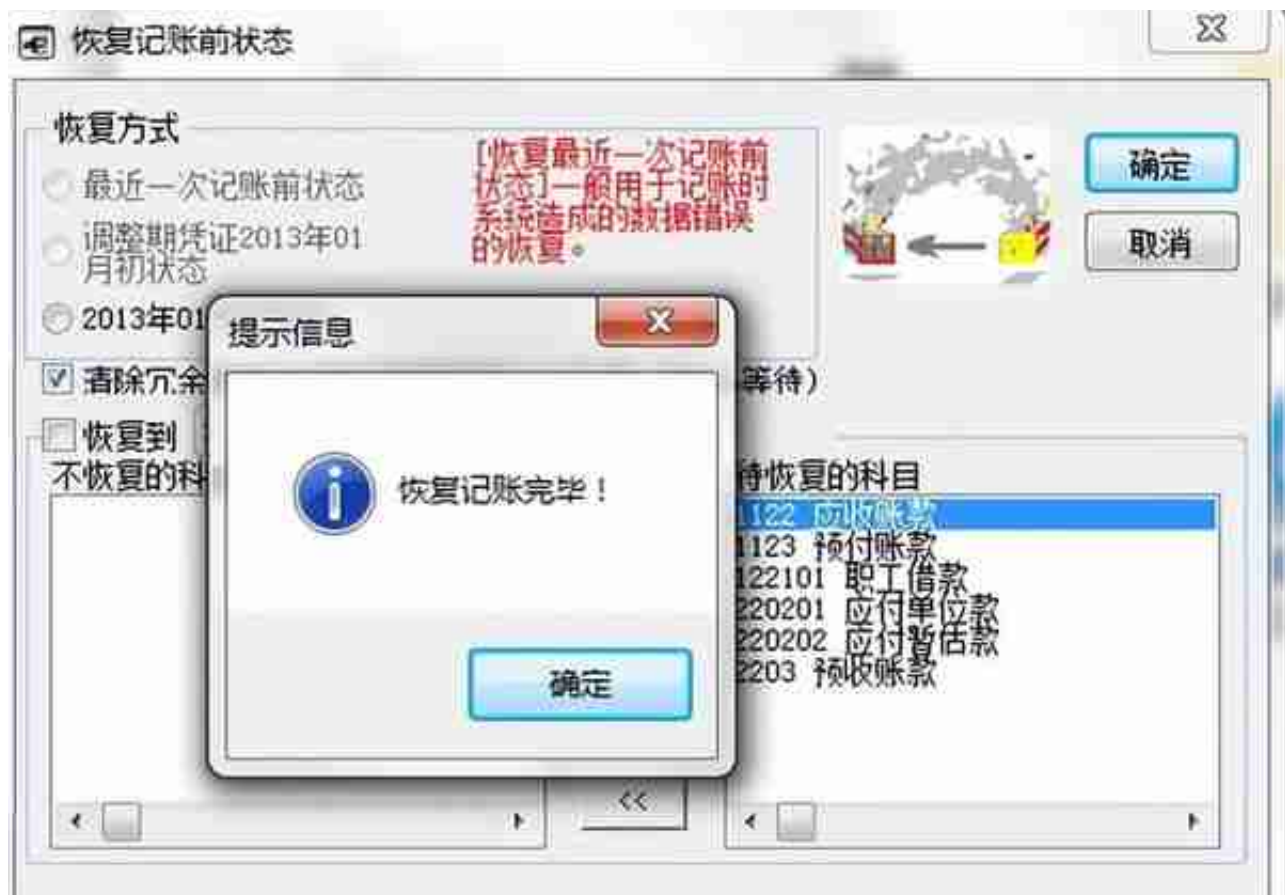 恢复记账前状态
恢复方式
最近一次记账前状态
调整期凭证2013年01
月初状态
2013年01
[恢复最近一次记账前
状态]一般用于记账时
系统造成的数据错误
的恢复。
确定
取消
清除冗余
等待)
恢复到
不恢复的科
待恢复的科目
1122 应收账款
1123 预付账款
122101 职工借款
220201 应付单位款
220202 应付暂估款
2203 预收账款
<<
提示信息
恢复记账完毕!
确定